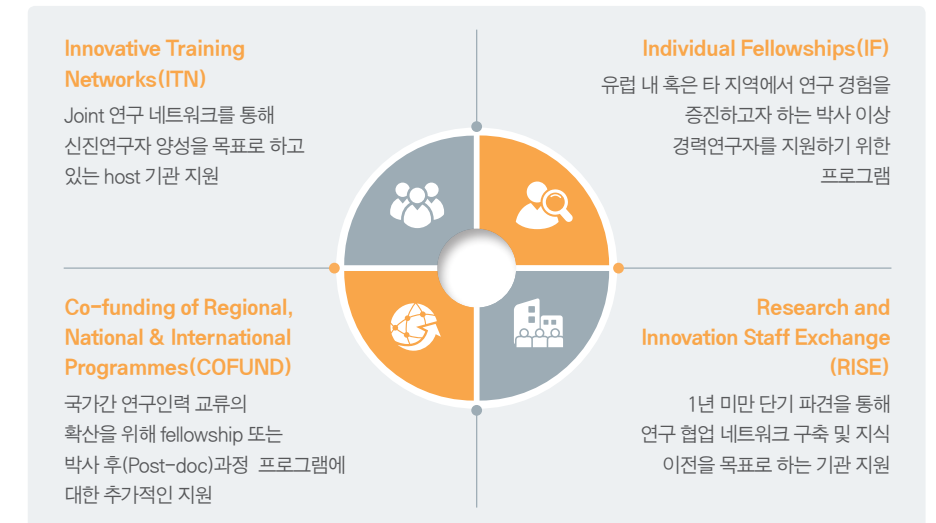 Innovative Training
Networks(ITN)
Joint 연구 네트워크를 통해
신진연구자 양성을 목표로 하고
있는 host 기관 지원
Individual Fellowships(IF)
유럽 내 혹은 타 지역에서 연구 경험을
증진하고자 하는 박사 이상
경력연구자를 지원하기 위한
프로그램
Co-funding of Regional,
National & International
Programmes(COFUND)
국가간 연구인력 교류의
확산을 위해 fellowship 또는
박사 후(Post-doc)과정 프로그램에
대한 추가적인 지원
Research and
Innovation Staff Exchange
(RISE)
1년 미만 단기 파견을 통해
연구 협업 네트워크 구축 및 지식
이전을 목표로 하는 기관 지원